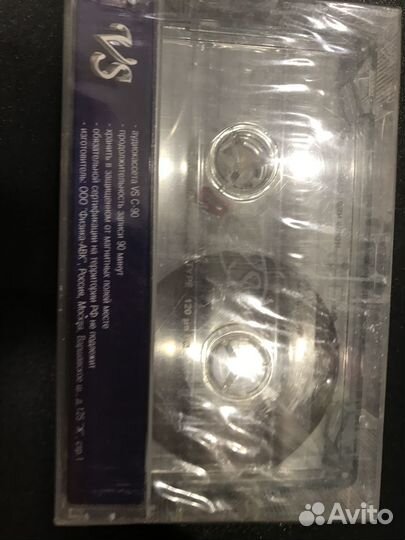 VS
• аудиокассета VS C-90
• продолжительность записи 90 минут
• хранить в защищенном от магнитных полей месте
• обязательной сертификации на территории РФ не подлежит
• изготовитель: ООО "Физика-АВК", Россия, Москва, Варшавское ш., д. 125 "Ж", стр. 1
120 µs
Avito